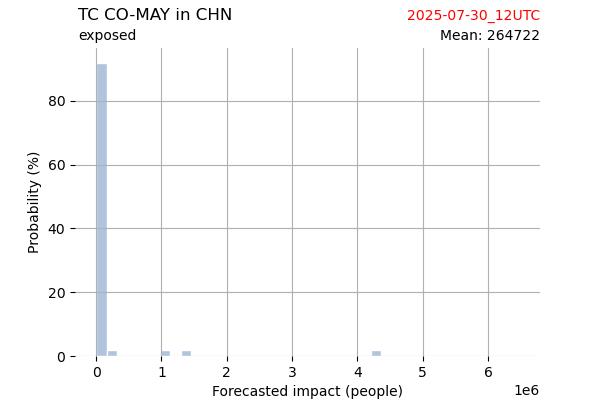 TC CO-MAY in CHN
2025-07-30_12UTC
exposed
Mean: 264722
Probability (%)
80
60
40
20
0
0 1 2 3 4 5 6
1e6
Forecasted impact (people)